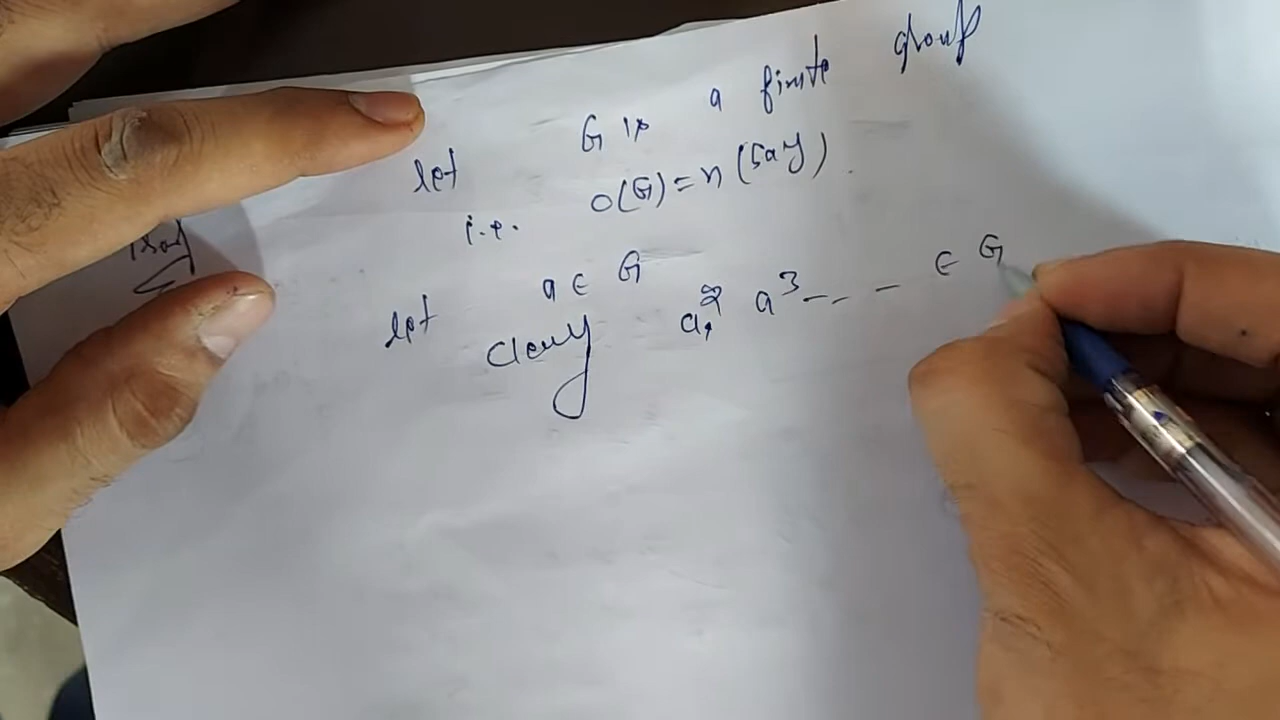 let G is a finite group
i.e. o(G) = n (say).
let a ∈ G
clearly a², a³ --- ∈ G